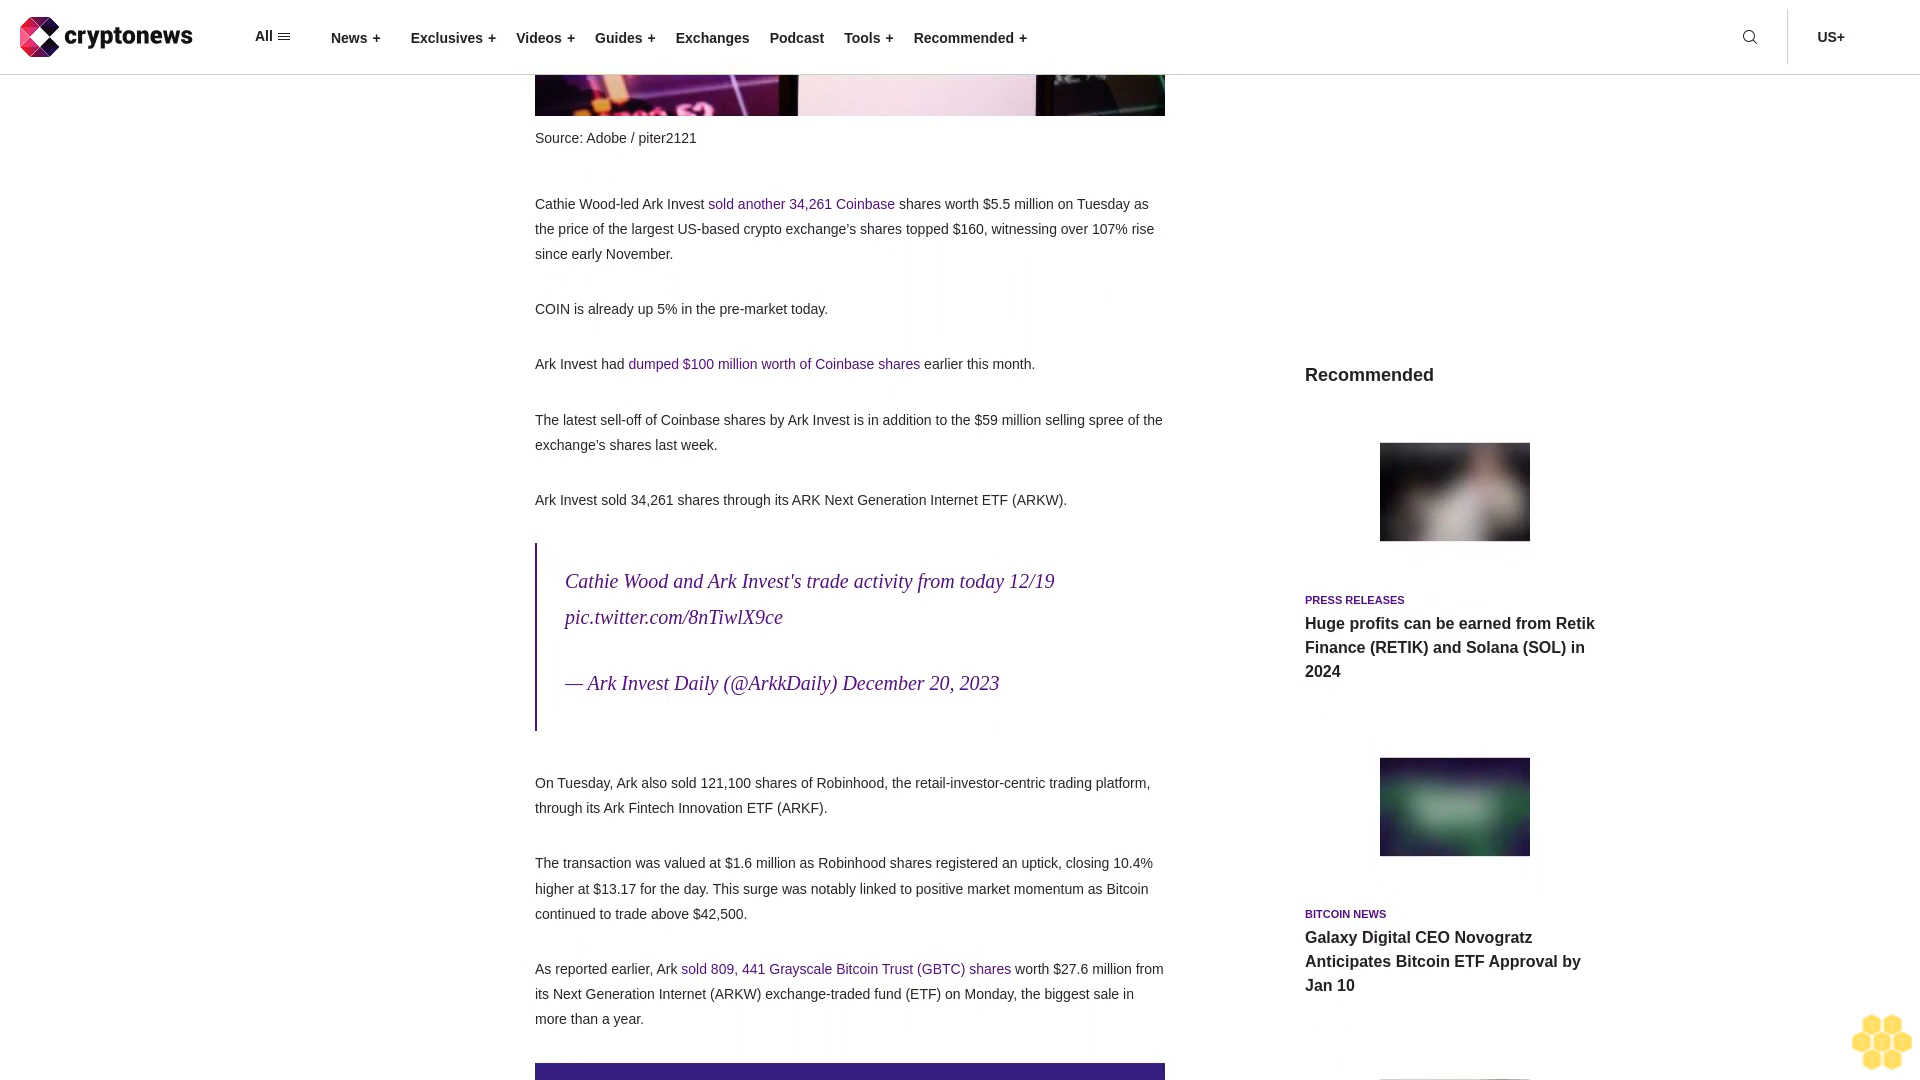 cryptonews
All
News +
Exclusives +
Videos +
Guides +
Exchanges
Podcast
Tools +
Recommended +
US+
Source: Adobe / piter2121
Cathie Wood-led Ark Invest sold another 34,261 Coinbase shares worth $5.5 million on Tuesday as
the price of the largest US-based crypto exchange’s shares topped $160, witnessing over 107% rise
since early November.
COIN is already up 5% in the pre-market today.
Ark Invest had dumped $100 million worth of Coinbase shares earlier this month.
The latest sell-off of Coinbase shares by Ark Invest is in addition to the $59 million selling spree of the
exchange’s shares last week.
Ark Invest sold 34,261 shares through its ARK Next Generation Internet ETF (ARKW).
Cathie Wood and Ark Invest's trade activity from today 12/19
pic.twitter.com/8nTiwlX9ce
— Ark Invest Daily (@ArkkDaily) December 20, 2023
On Tuesday, Ark also sold 121,100 shares of Robinhood, the retail-investor-centric trading platform,
through its Ark Fintech Innovation ETF (ARKF).
The transaction was valued at $1.6 million as Robinhood shares registered an uptick, closing 10.4%
higher at $13.17 for the day. This surge was notably linked to positive market momentum as Bitcoin
continued to trade above $42,500.
As reported earlier, Ark sold 809, 441 Grayscale Bitcoin Trust (GBTC) shares worth $27.6 million from
its Next Generation Internet (ARKW) exchange-traded fund (ETF) on Monday, the biggest sale in
more than a year.
Recommended
PRESS RELEASES
Huge profits can be earned from Retik
Finance (RETIK) and Solana (SOL) in
2024
BITCOIN NEWS
Galaxy Digital CEO Novogratz
Anticipates Bitcoin ETF Approval by
Jan 10